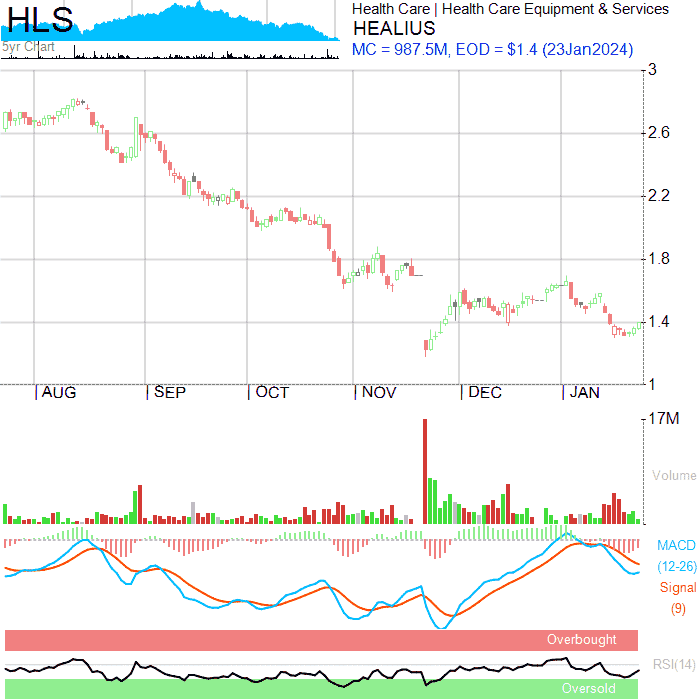 HLS
5yr Chart
Health Care | Health Care Equipment & Services
HEALIUS
MC = 987.5M, EOD = $1.4 (23Jan2024)
3
2.6
2.2
1.8
1.4
1
AUG SEP OCT NOV DEC JAN
17M
Volume
MACD
(12-26)
Signal
(9)
Overbought
RSI(14)
Oversold